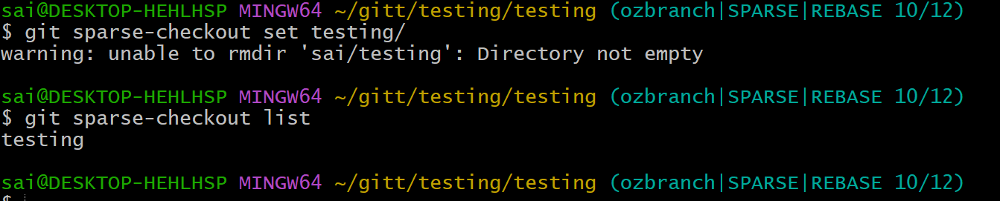 sai@DESKTOP-HEHLHSP MINGW64 ~/gitt/testing/testing (ozbranch|SPARSE|REBASE 10/12)
$ git sparse-checkout set testing/
warning: unable to rmdir 'sai/testing': Directory not empty
sai@DESKTOP-HEHLHSP MINGW64 ~/gitt/testing/testing (ozbranch|SPARSE|REBASE 10/12)
$ git sparse-checkout list
testing
sai@DESKTOP-HEHLHSP MINGW64 ~/gitt/testing/testing (ozbranch|SPARSE|REBASE 10/12)
$